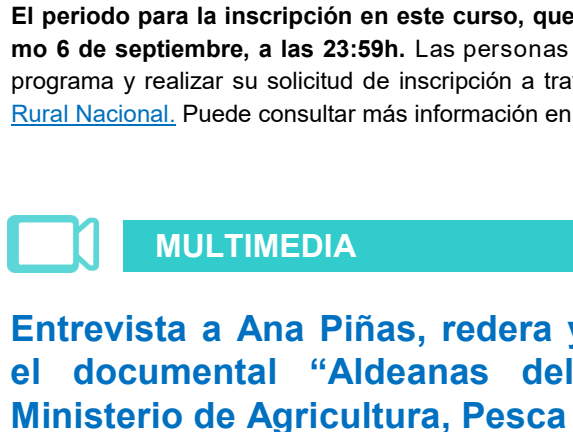 El periodo para la inscripción en este curso, que
mo 6 de septiembre, a las 23:59h. Las personas
programa y realizar su solicitud de inscripción a tra
Rural Nacional. Puede consultar más información en
MULTIMEDIA
Entrevista a Ana Piñas, redera y
el documental “Aldeanas del
Ministerio de Agricultura, Pesca